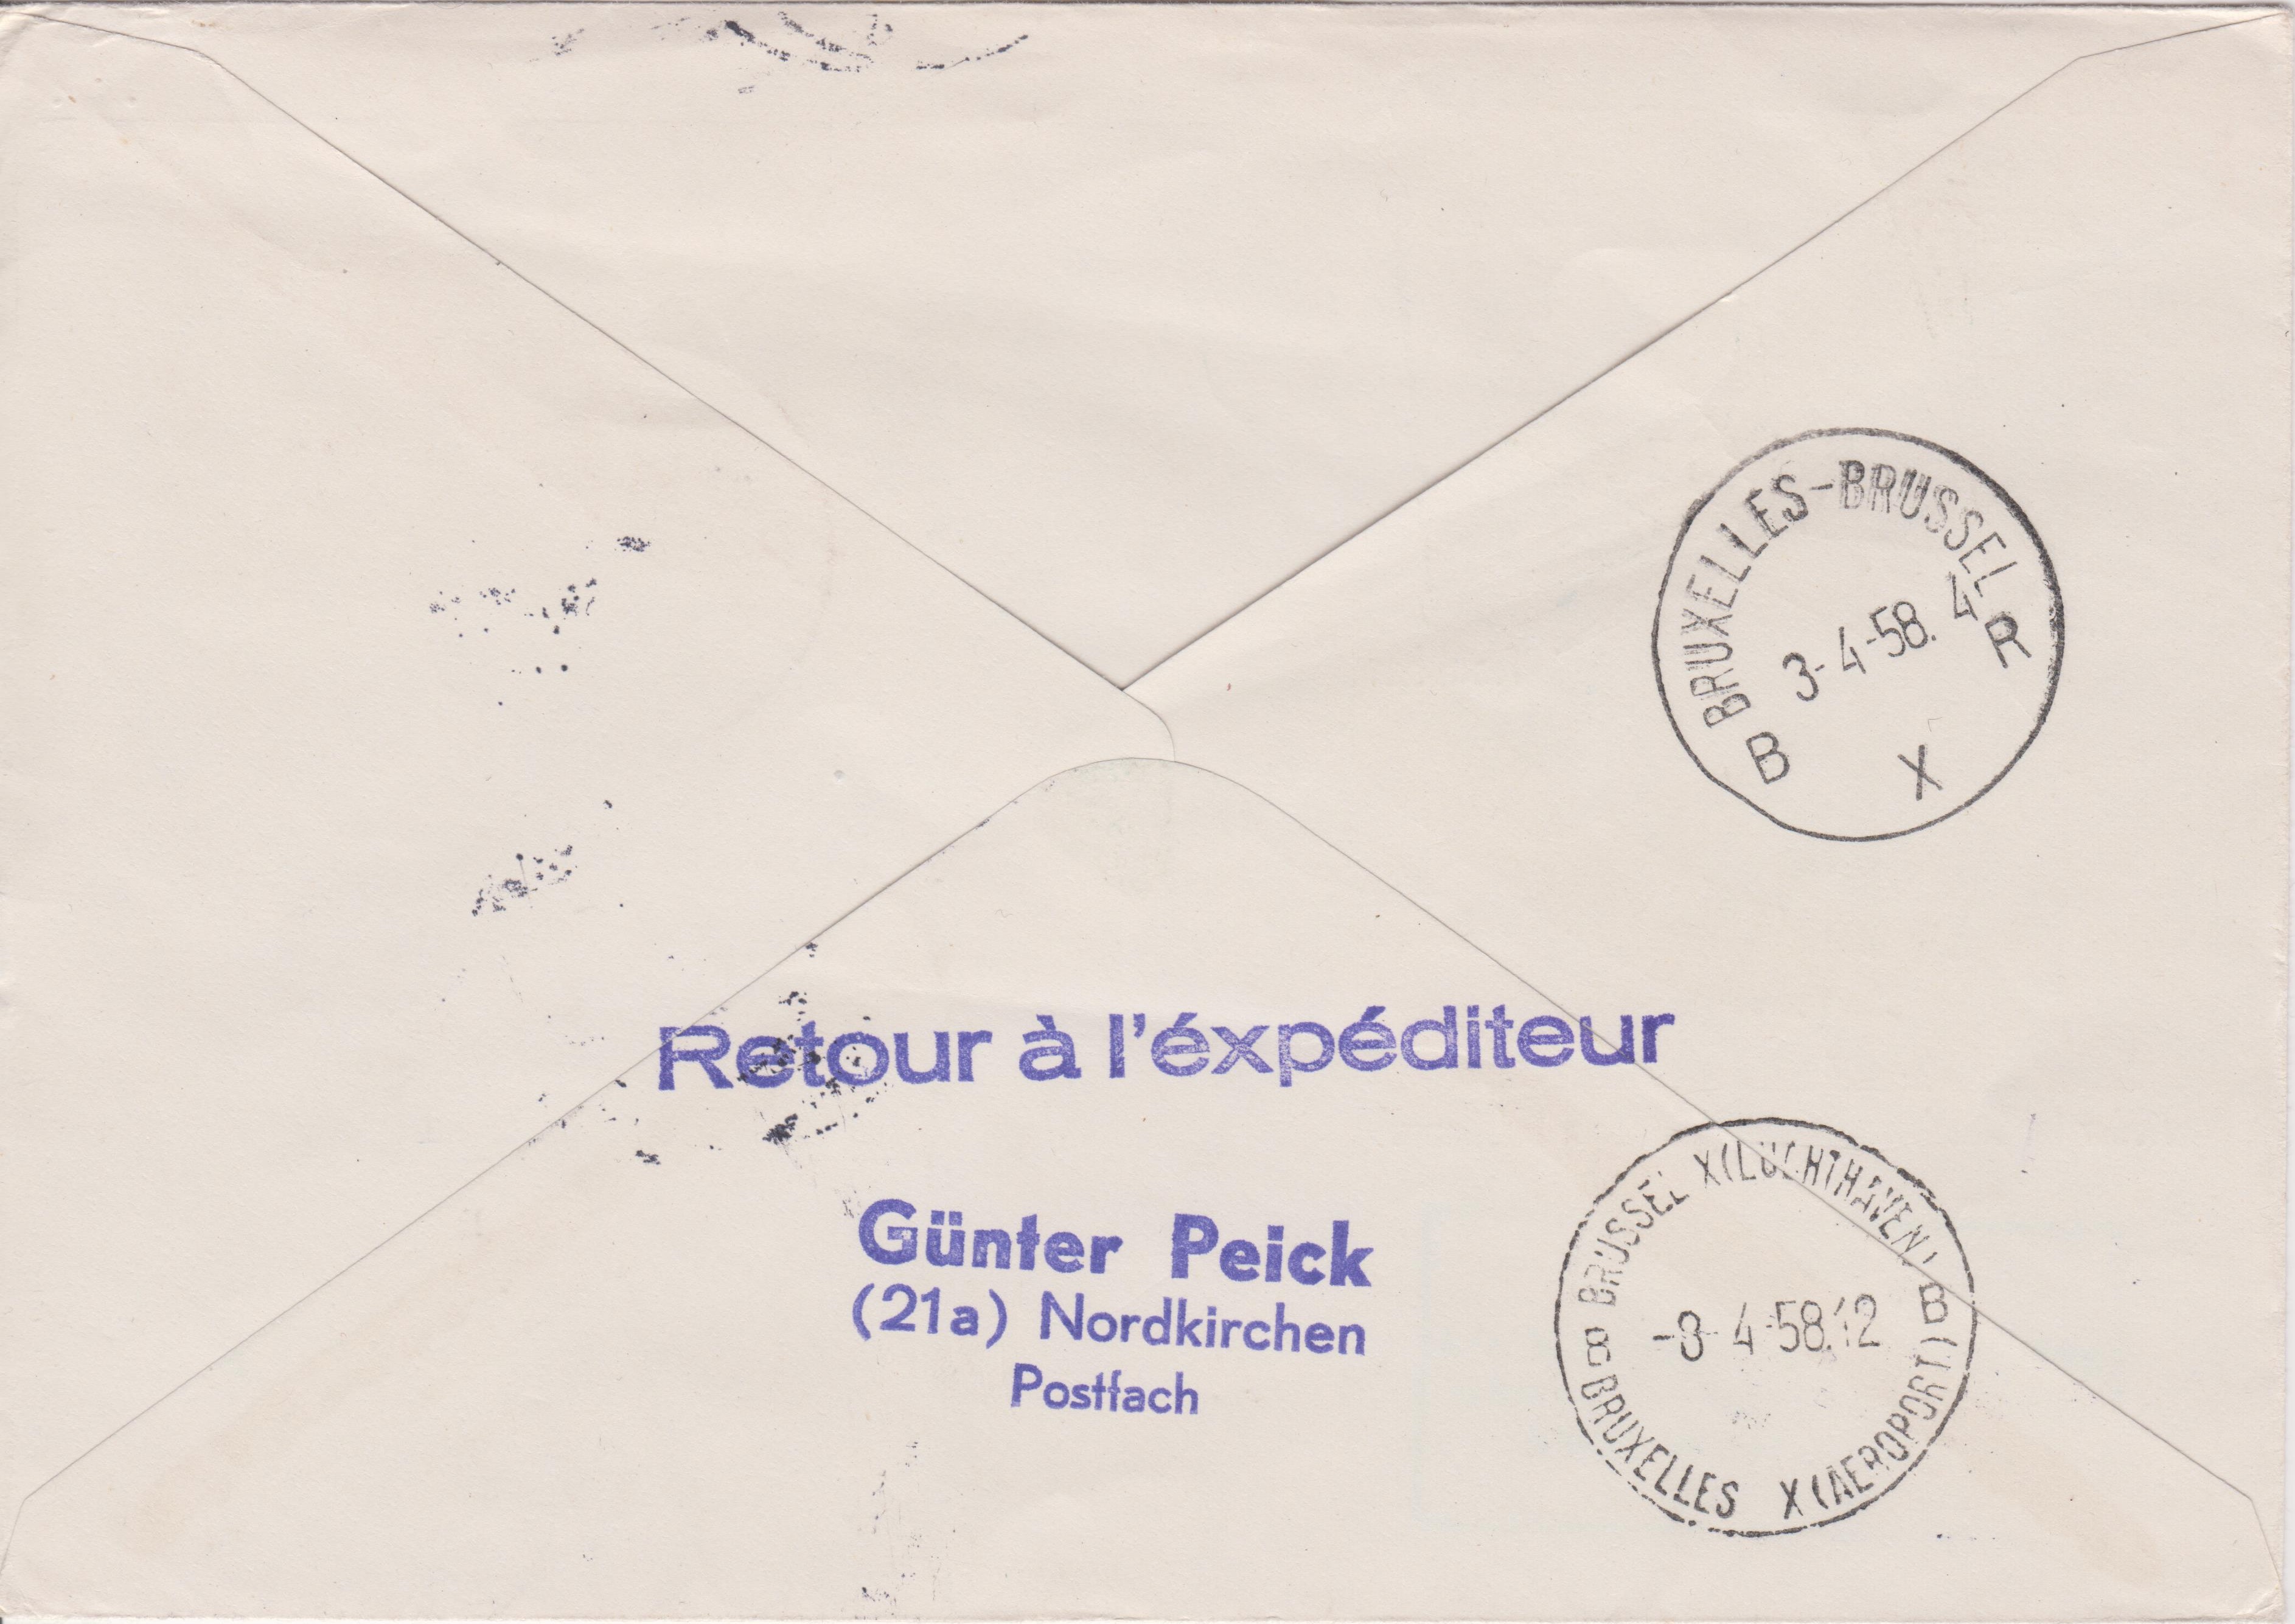 BRUXELLES-BRUSSEL
3-4-58. 4
R
B
X
Retour à l'éxpéditeur
Günter Peick
(21a) Nordkirchen
Postfach
BRUSSEL X (LUCHTHAVEN)
B
-8-4-58.12
B
BRUXELLES X (AEROPORT)